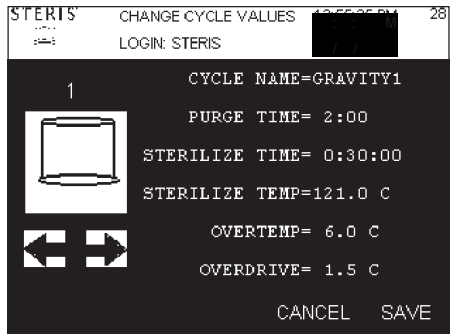 STERIS CHANGE CYCLE VALUES 28
LOGIN: STERIS
1
CYCLE NAME=GRAVITY1
PURGE TIME= 2:00
STERILIZE TIME= 0:30:00
STERILIZE TEMP=121.0 C
OVERTEMP= 6.0 C
OVERDRIVE= 1.5 C
CANCEL SAVE